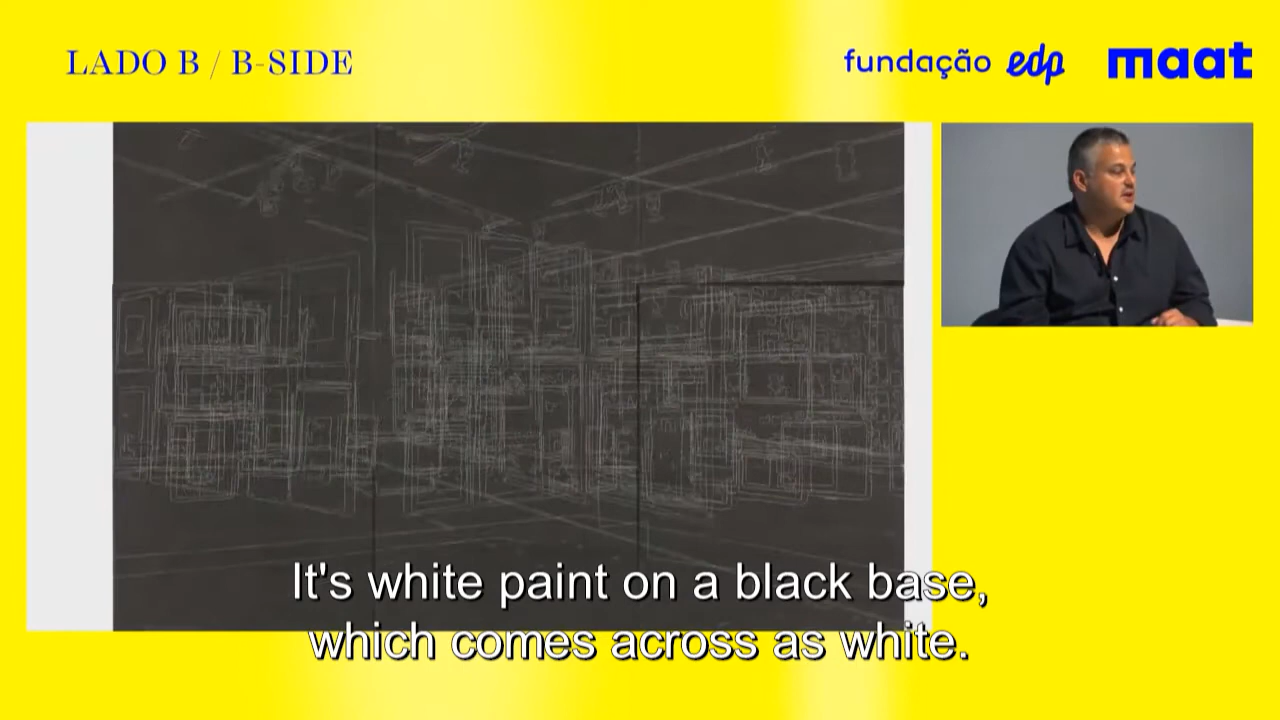 LADO B / B-SIDE
fundação edp
maat
It's white paint on a black base,
which comes across as white.